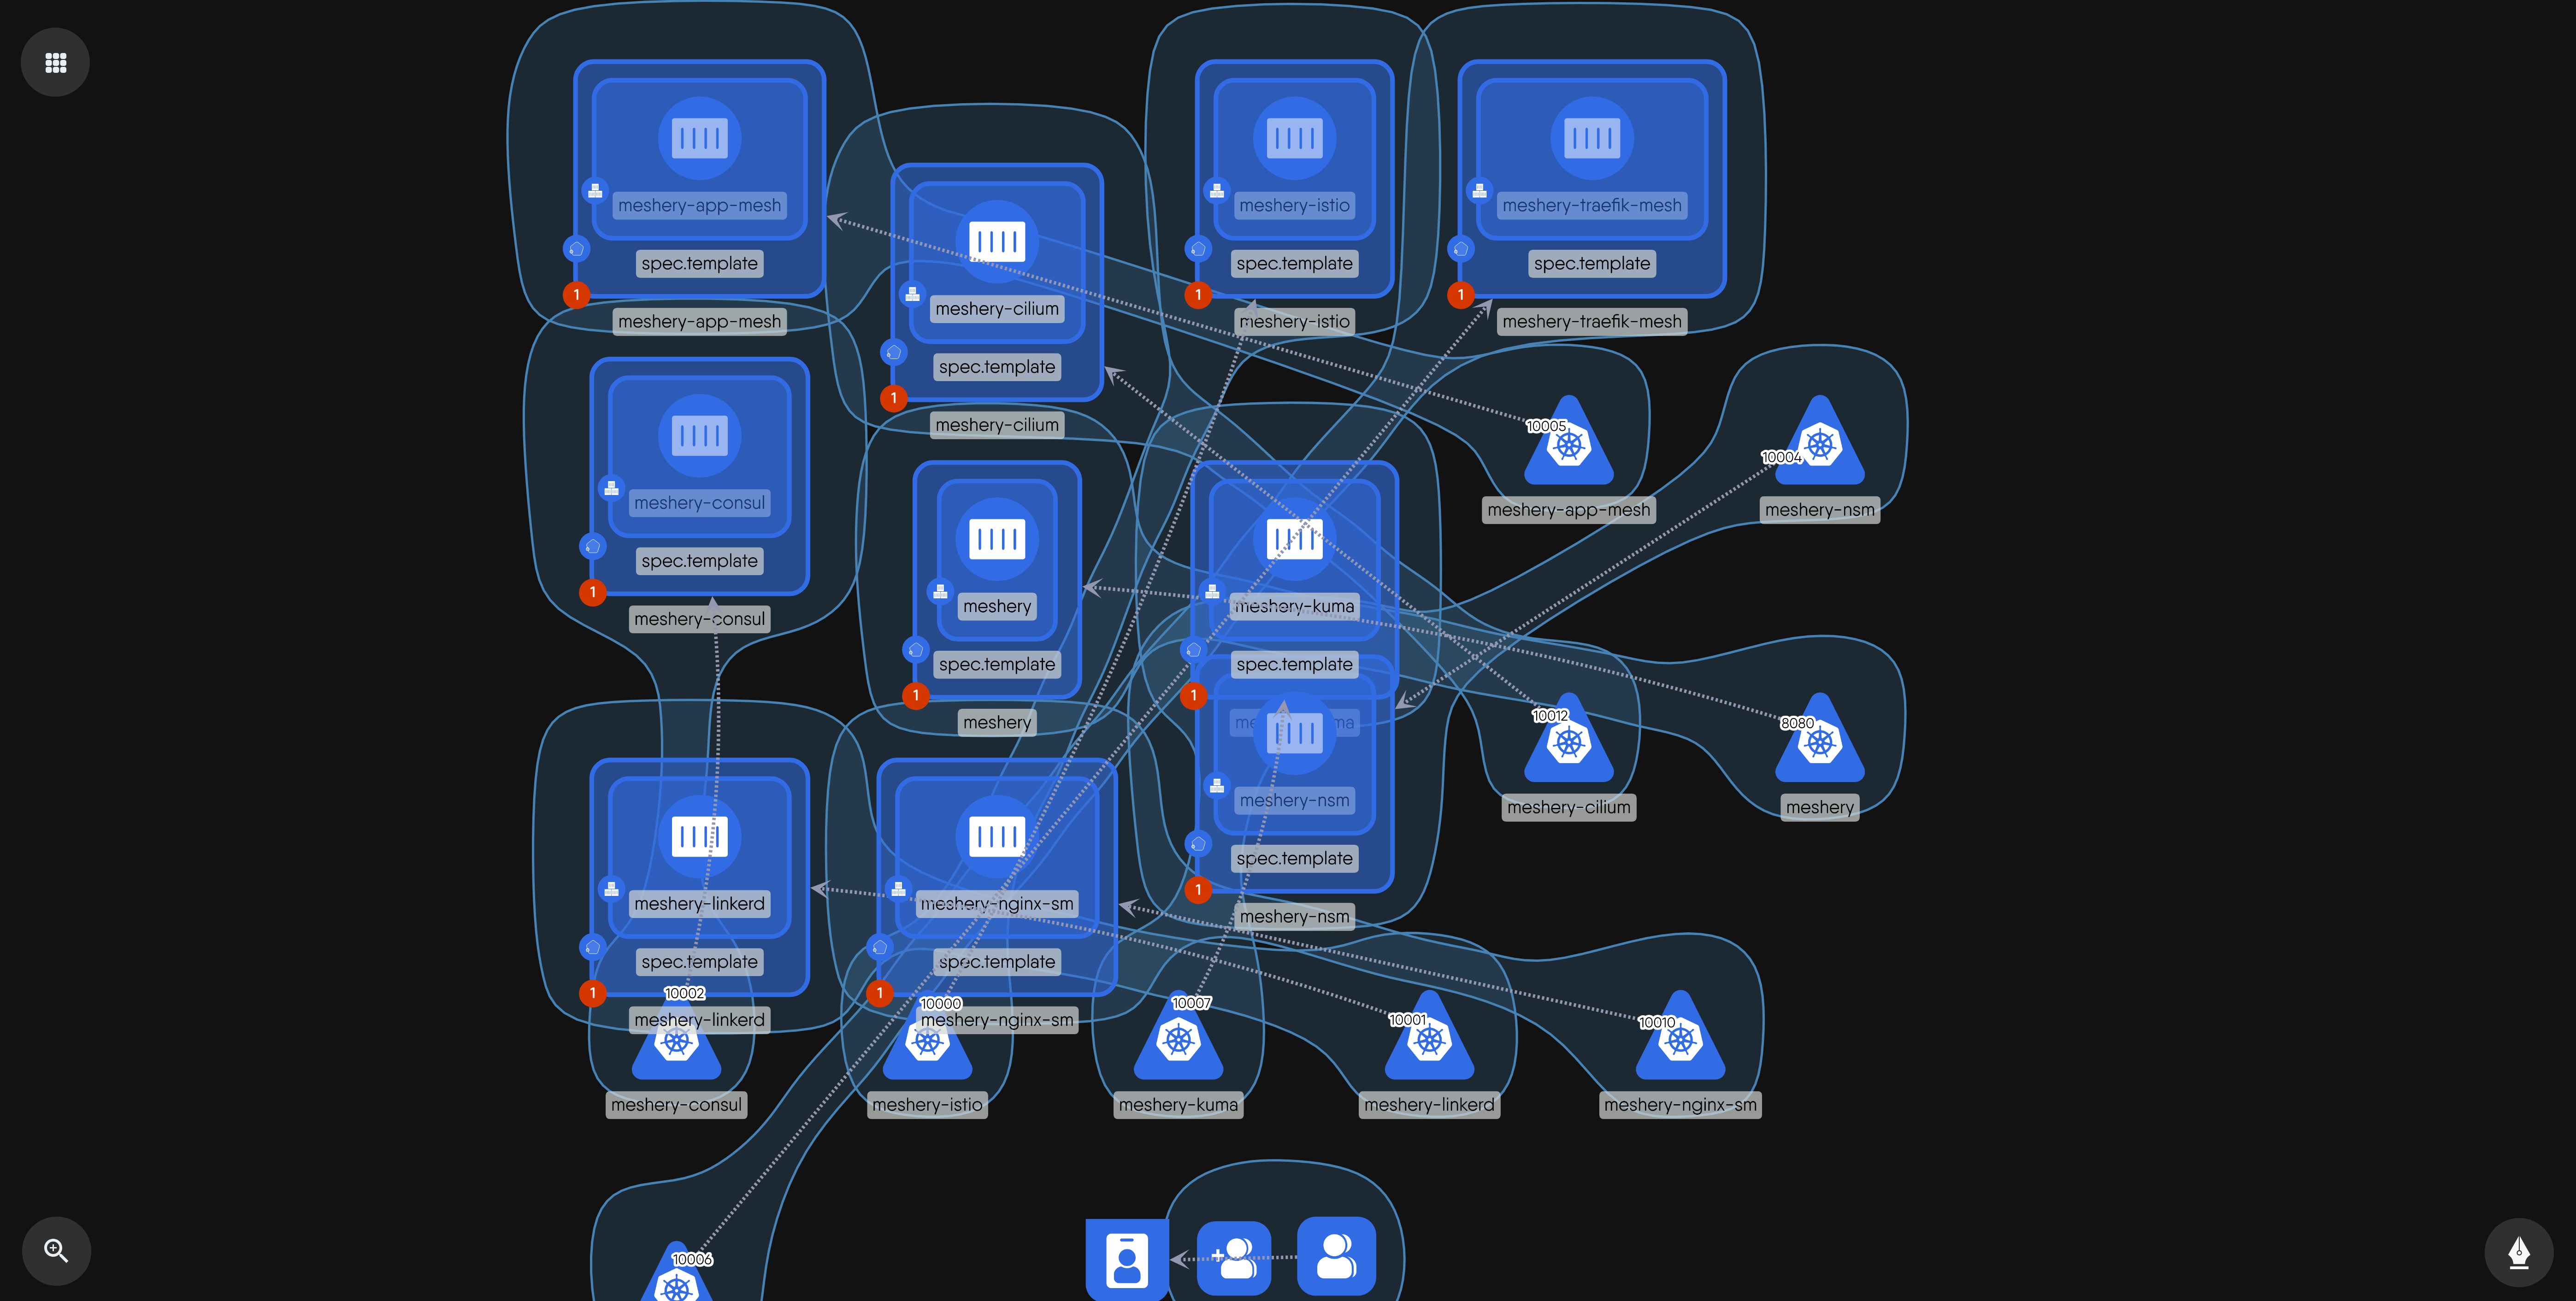 meshery-app-mesh
spec.template
1
meshery-app-mesh
meshery-cilium
spec.template
1
meshery-cilium
meshery-istio
spec.template
1
meshery-istio
meshery-traefik-mesh
spec.template
1
meshery-traefik-mesh
meshery-consul
spec.template
1
meshery-consul
meshery
spec.template
1
meshery
meshery-kuma
spec.template
1
10005
meshery-app-mesh
10004
meshery-nsm
meshery-nsm
spec.template
1
meshery-nsm
10012
meshery-cilium
8080
meshery
meshery-linkerd
spec.template
1
meshery-linkerd
meshery-nginx-sm
spec.template
1
meshery-nginx-sm
10002
meshery-consul
10000
meshery-istio
10007
meshery-kuma
10001
meshery-linkerd
10010
meshery-nginx-sm
10006